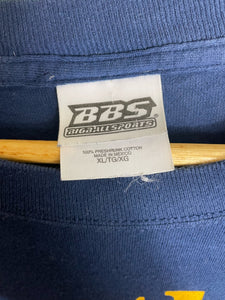 BBS
BIG BALL SPORTS
100% PRESHRUNK COTTON
MADE IN MEXICO
XL/TG/XG